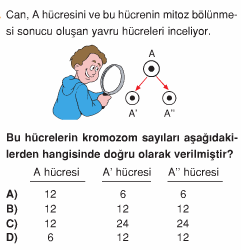 Can, A hücresini ve bu hücrenin mitoz bölünme-
si sonucu oluşan yavru hücreleri inceliyor.
A
A' A''
Bu hücrelerin kromozom sayıları aşağıdaki-
lerden hangisinde doğru olarak verilmiştir?
A hücresi A' hücresi A'' hücresi
A) 12 6 6
B) 12 12 12
C) 12 24 24
D) 6 12 12